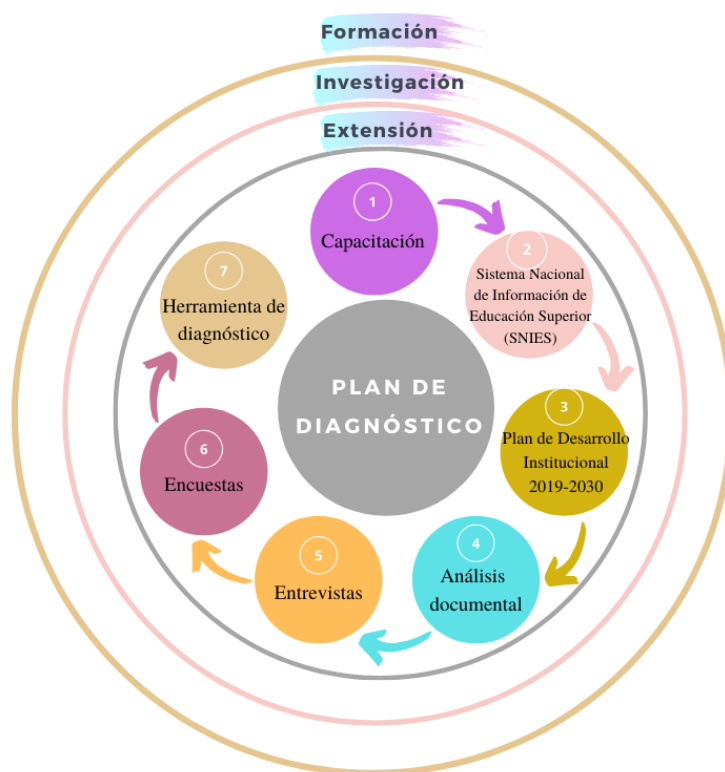 Formación
Investigación
Extensión
1
Capacitación
2
Sistema Nacional
de Información de
Educación Superior
(SNIES)
3
Plan de Desarrollo
Institucional
2019-2030
4
Análisis
documental
5
Entrevistas
6
Encuestas
7
Herramienta de
diagnóstico
PLAN DE
DIAGNÓSTICO